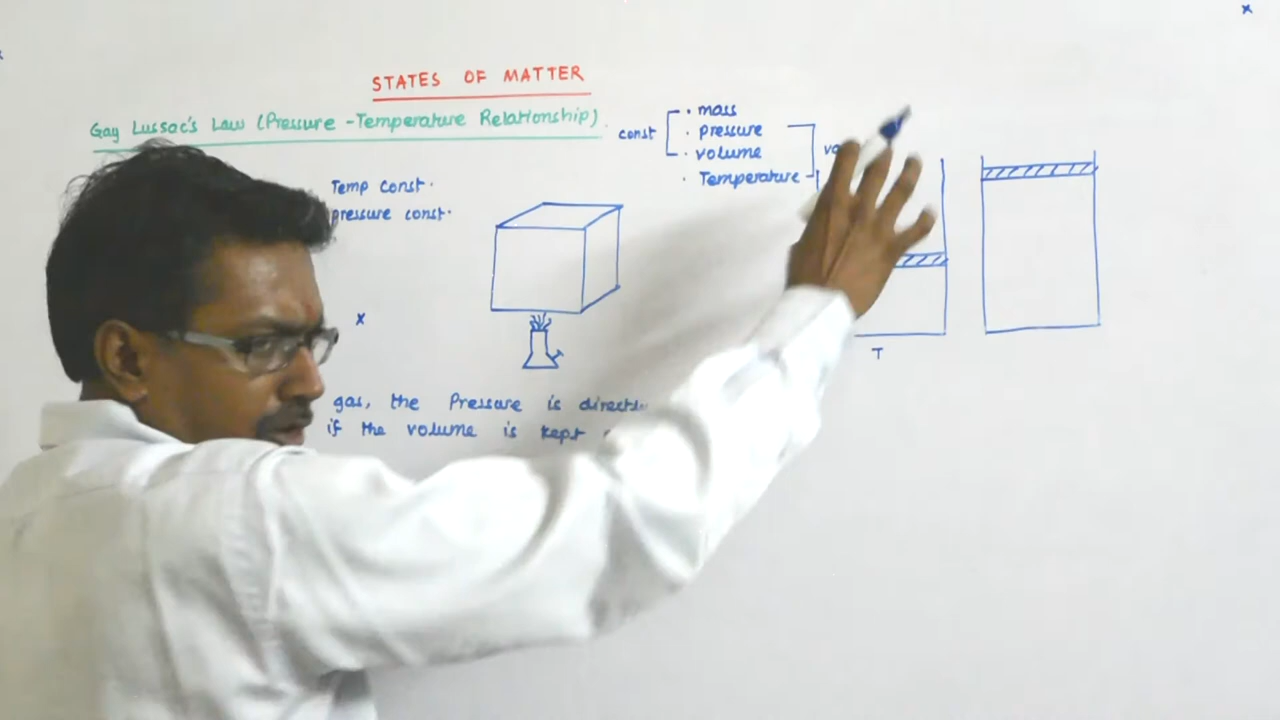 STATES OF MATTER
Gay Lussac's Law (Pressure - Temperature Relationship).
const
· mass
· pressure
· volume
· Temperature
Temp const.
pressure const.
x
T
gas, the Pressure is
if the volume is kept
x